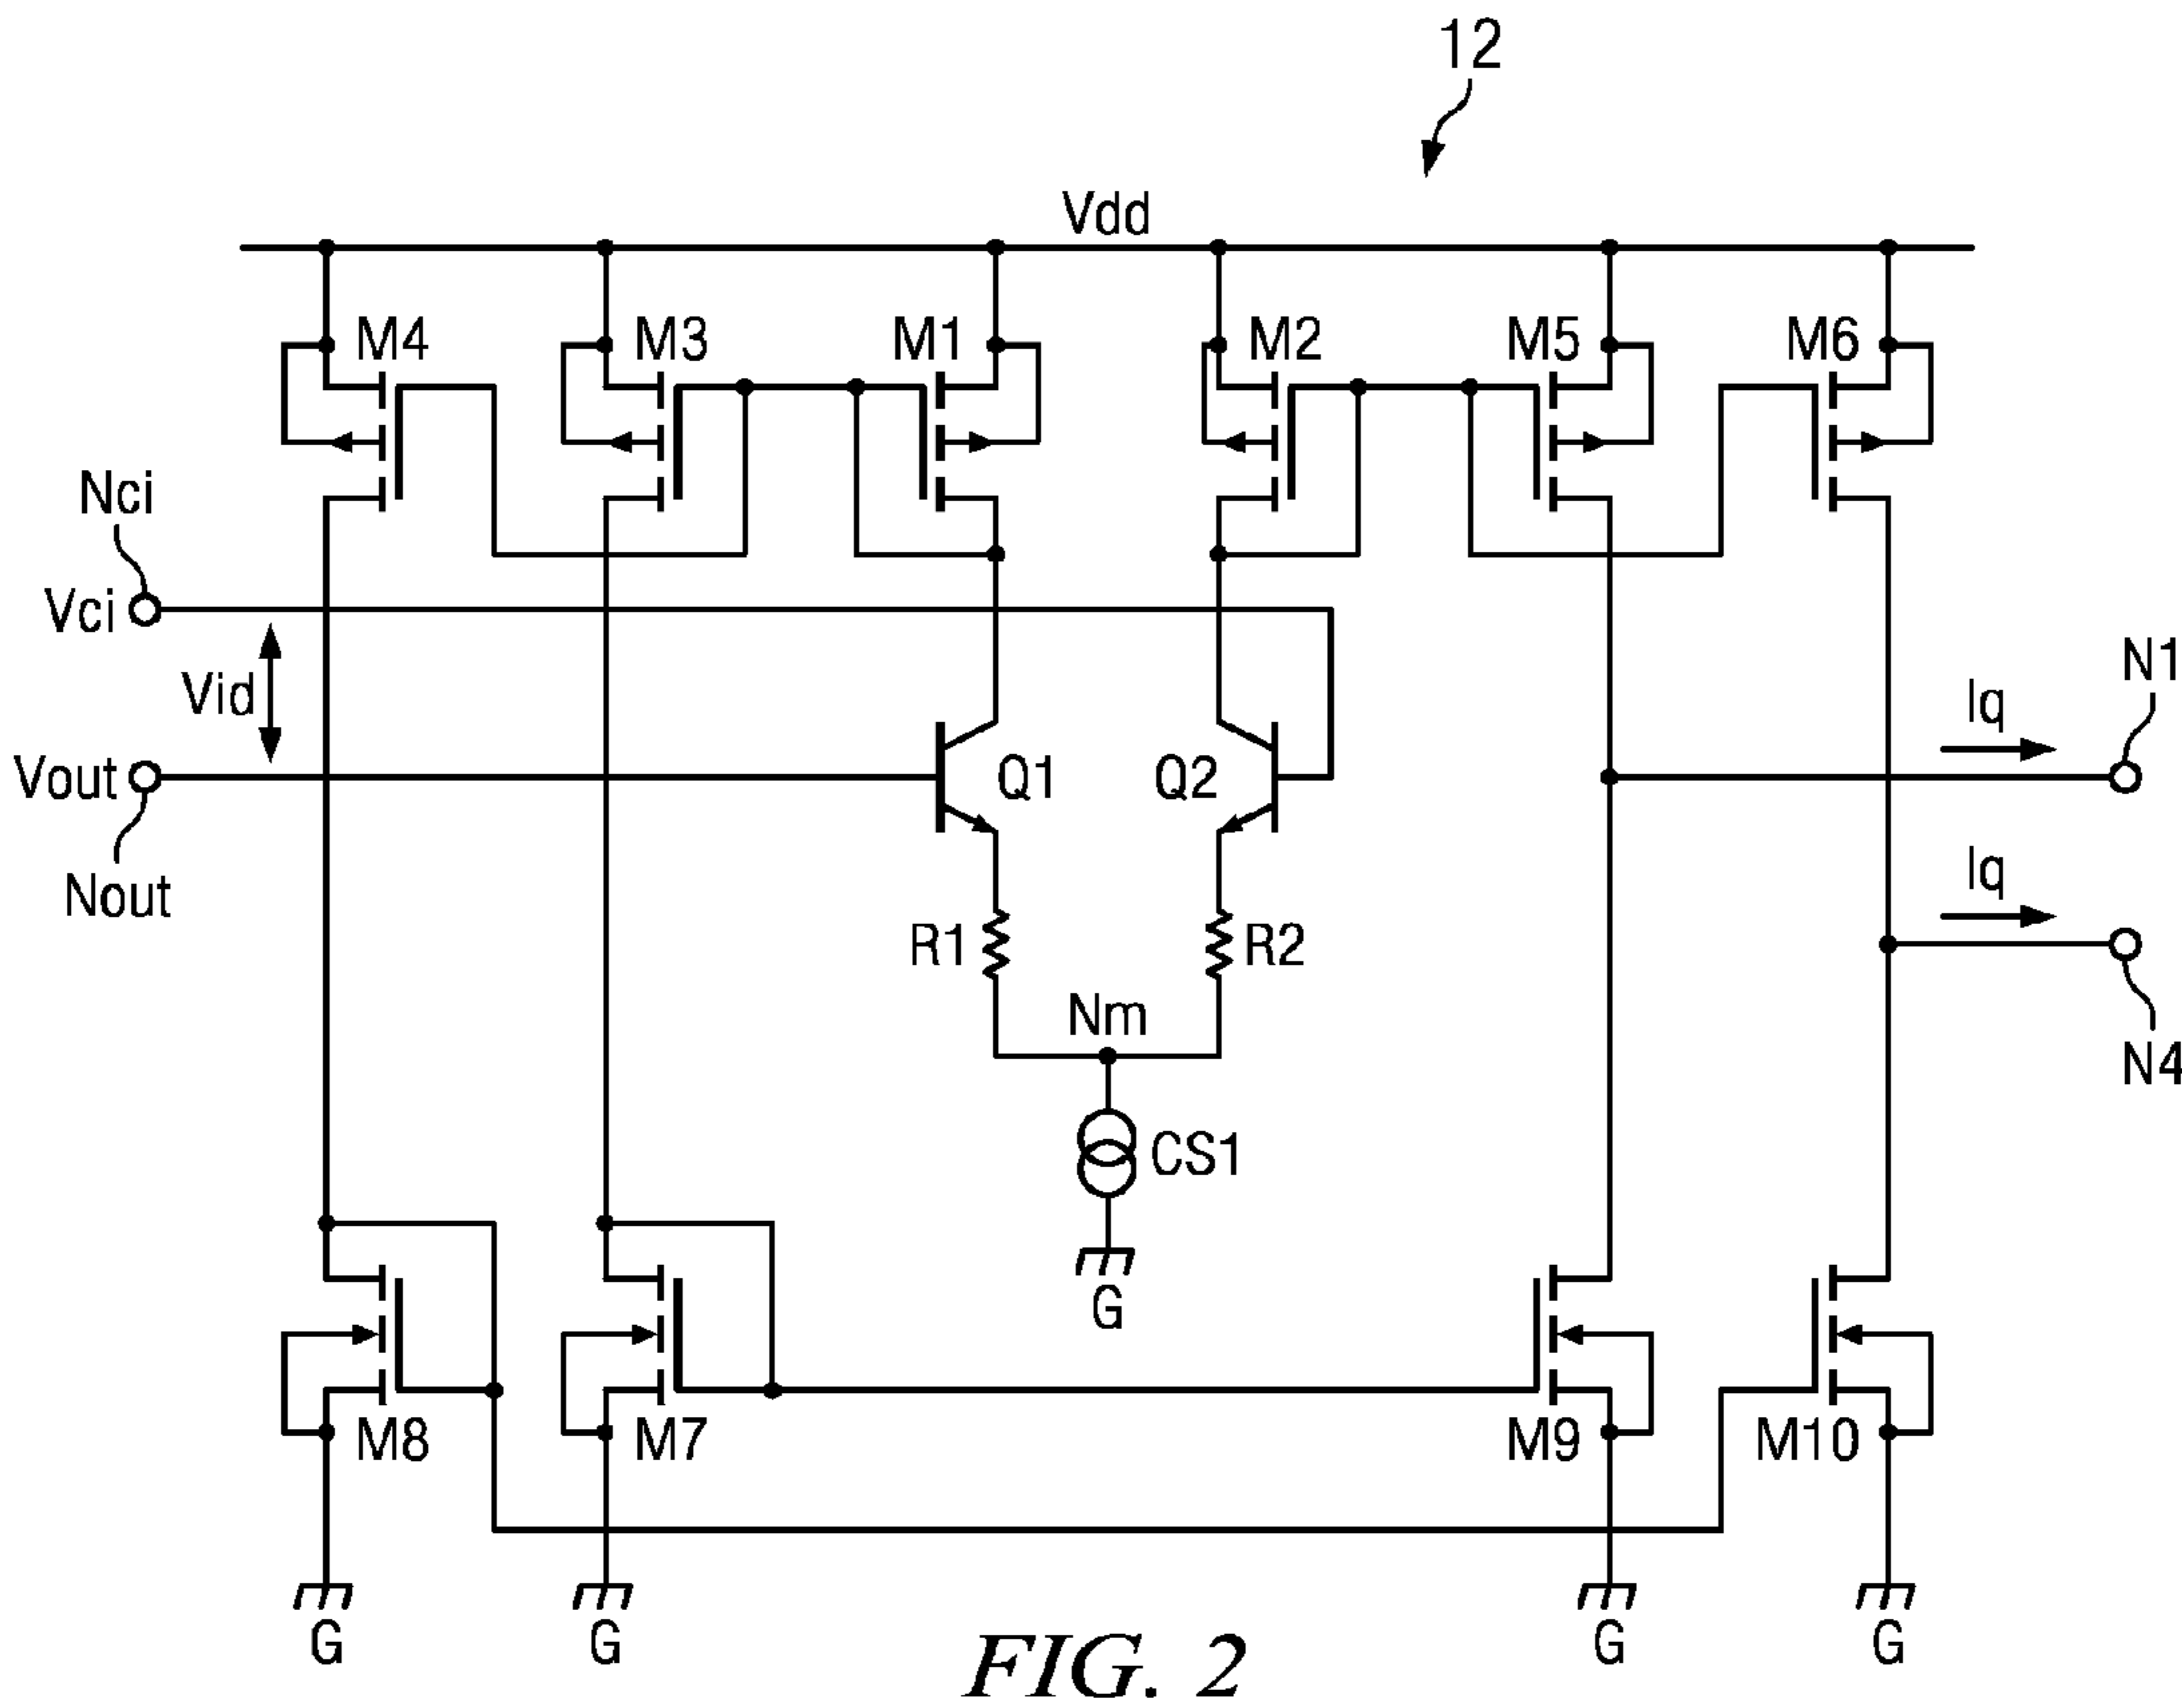 12
Vdd
M4 M3 M1 M2 M5 M6
Nci
Vci
Vid
N1
Iq
Vout Q1 Q2
Nout
Iq
R1 R2
Nm
N4
CS1
G
M8 M7 M9 M10
G G G G
FIG. 2